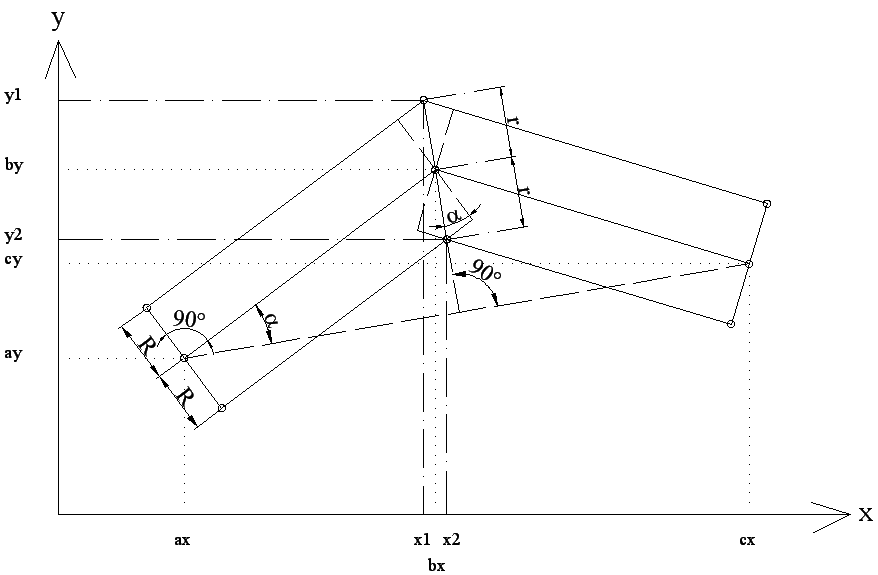 y
y1
r
by
r
α
y2
cy
90°
90°
α
R
ay
R
x
ax
x1
x2
cx
bx